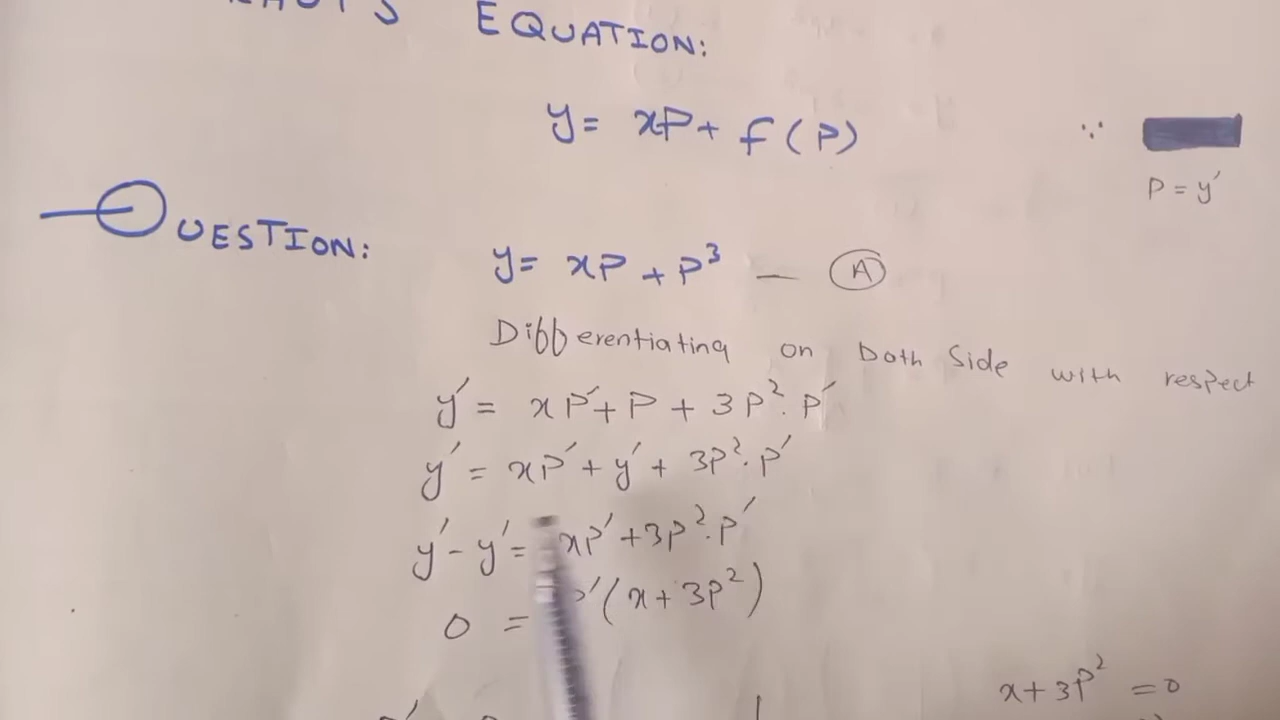 EQUATION:
y = xP + f(P)
∵
P = y′
QUESTION:
y = xP + P³ — (A)
Differentiating on both Side with respect
y′ = xP′ + P + 3P²·P′
y′ = xP′ + y′ + 3P²·P′
y′ - y′ = xP′ + 3P²·P′
0 = P′(x + 3P²)
x + 3P² = 0